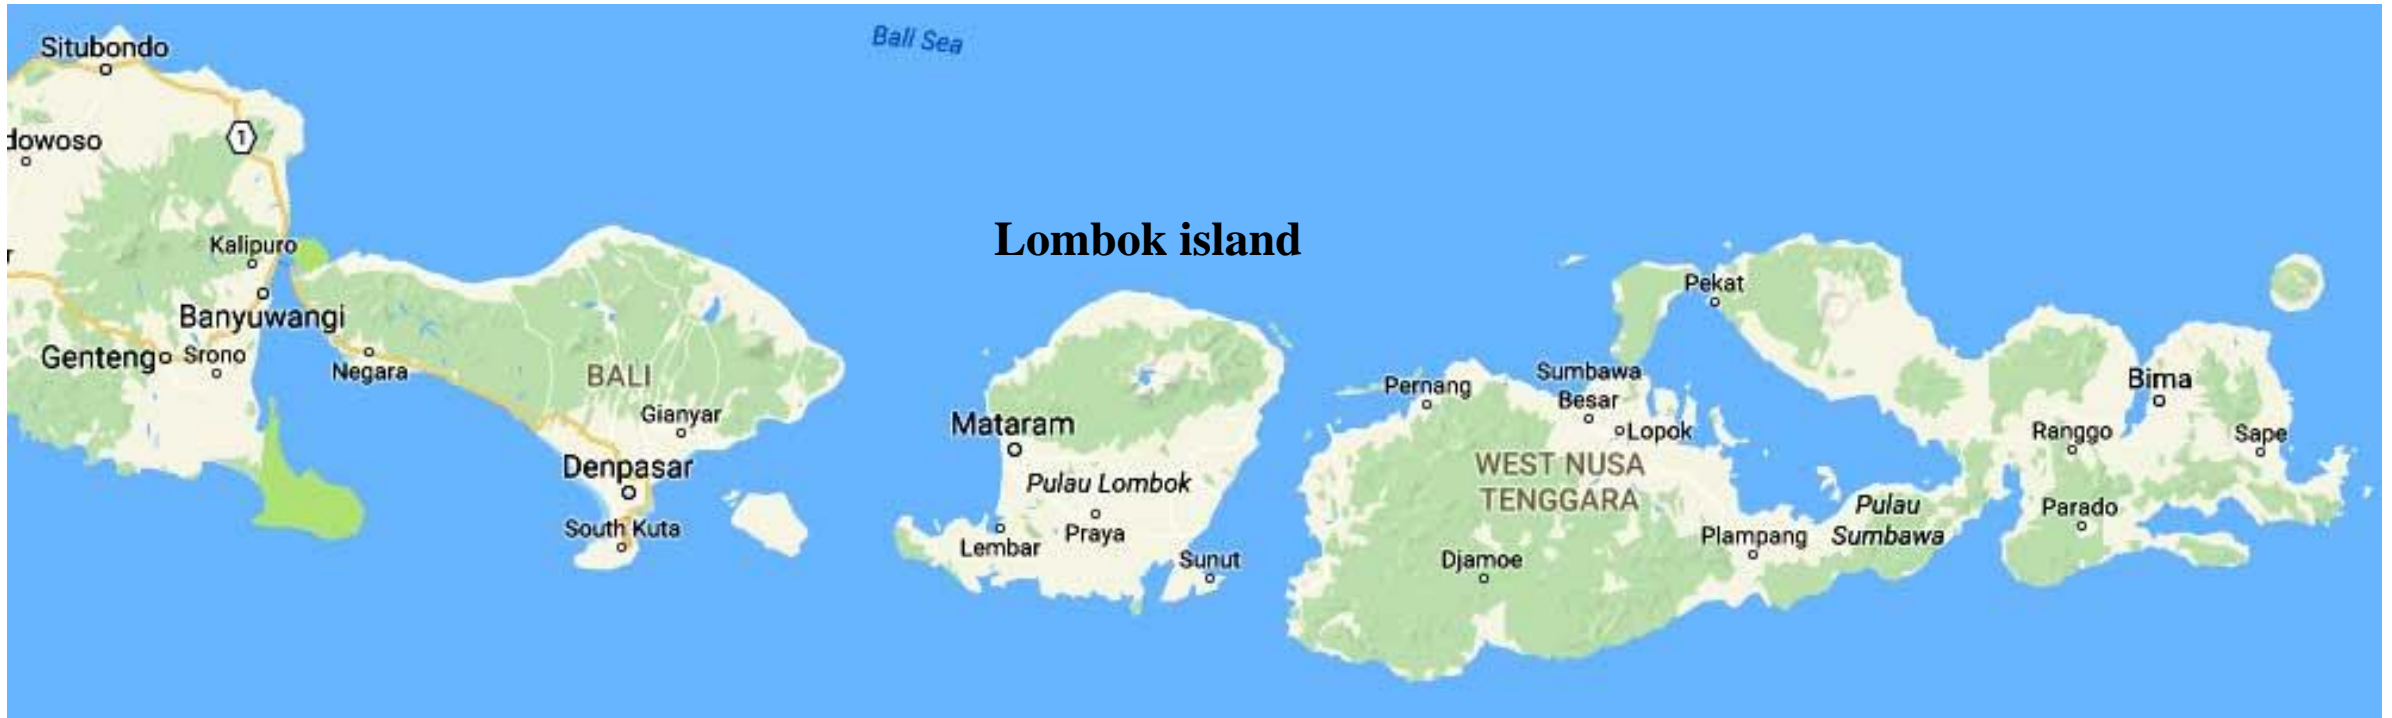 Bali Sea
Situbondo
1
dowoso
Lombok island
Kalipuro
Banyuwangi
Genteng
Srono
Negara
BALI
Gianyar
Denpasar
South Kuta
Mataram
Pulau Lombok
Lembar
Praya
Sunut
Pekat
Pernang
Sumbawa
Besar
Lopok
WEST NUSA
TENGGARA
Djamoe
Plampang
Pulau
Sumbawa
Bima
Ranggo
Sape
Parado
r